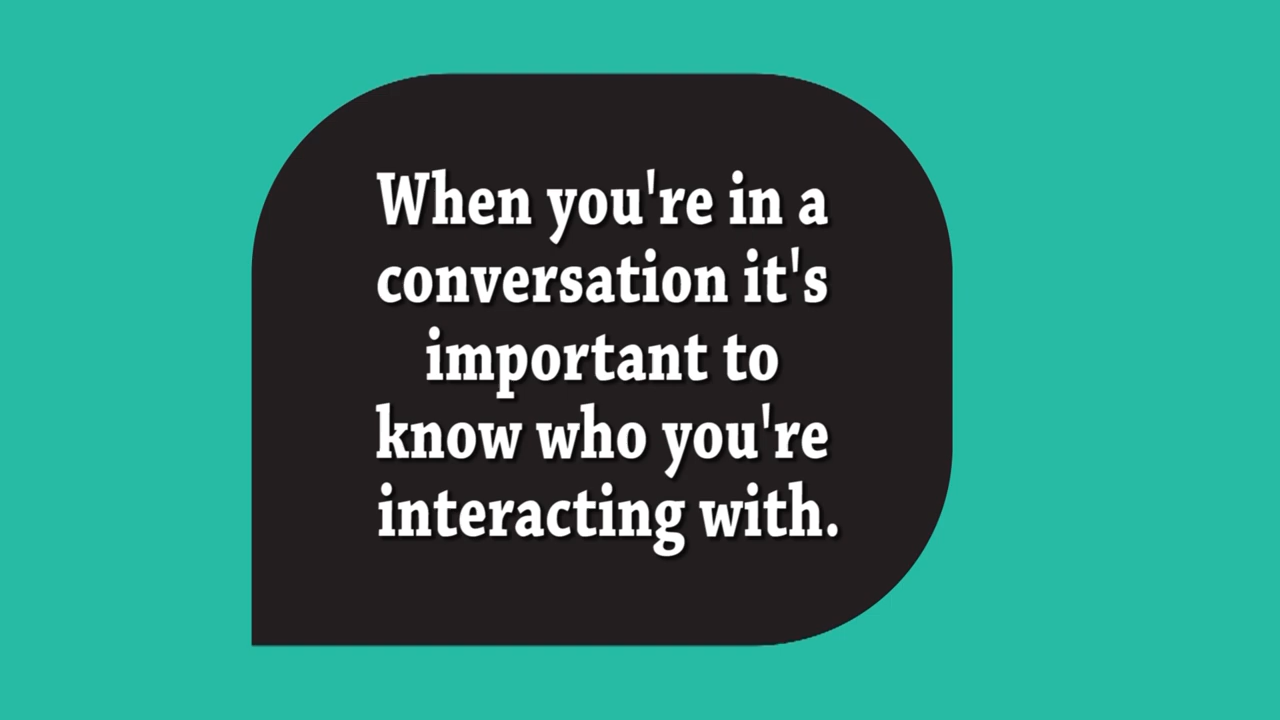 When you're in a
conversation it's
important to
know who you're
interacting with.